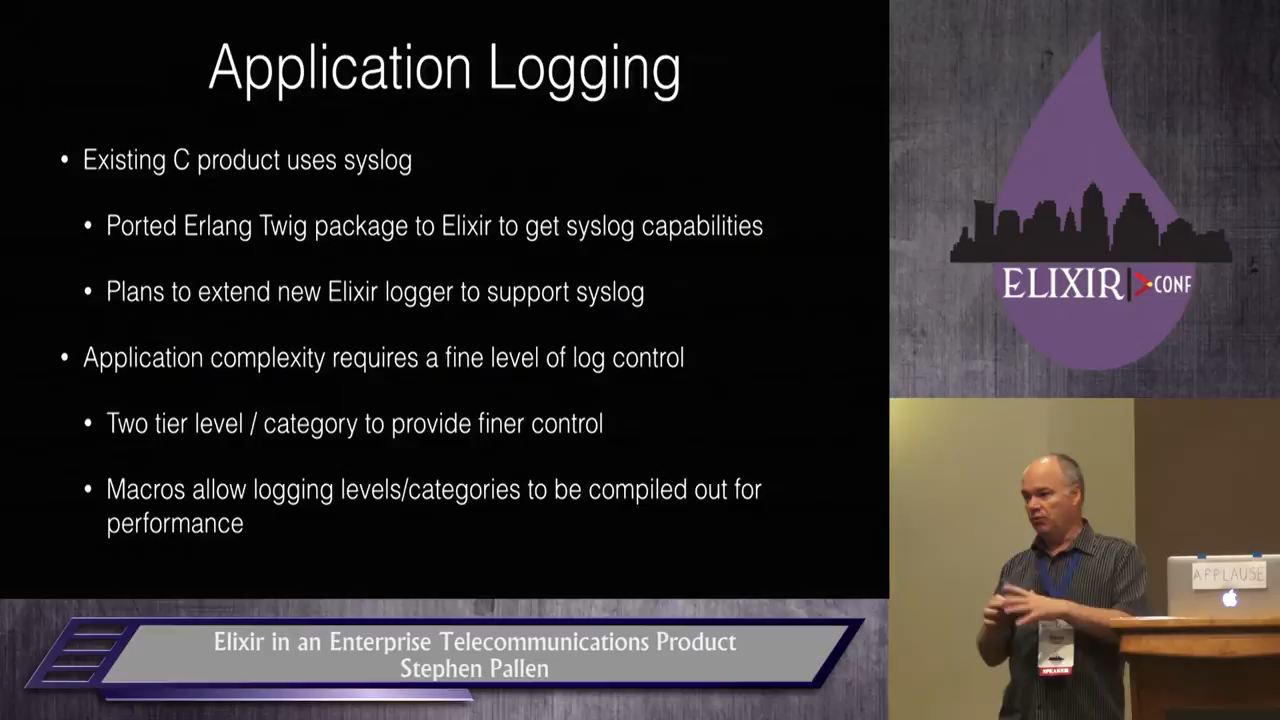 Application Logging
• Existing C product uses syslog
• Ported Erlang Twig package to Elixir to get syslog capabilities
• Plans to extend new Elixir logger to support syslog
• Application complexity requires a fine level of log control
• Two tier level / category to provide finer control
• Macros allow logging levels/categories to be compiled out for
performance
ELIXIR
CONF
APPLAUSE
SPEAKER
Elixir in an Enterprise Telecommunications Product
Stephen Pallen